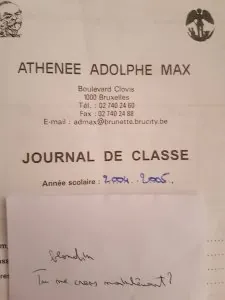 ATHENEE ADOLPHE MAX
Boulevard Clovis
1000 Bruxelles
Tél. : 02 740 24 60
Fax : 02 740 24 88
E-mail : admax@brunette.brucity.be
JOURNAL DE CLASSE
Année scolaire : 2004 - 2005.
Tu me crois maintenant ?